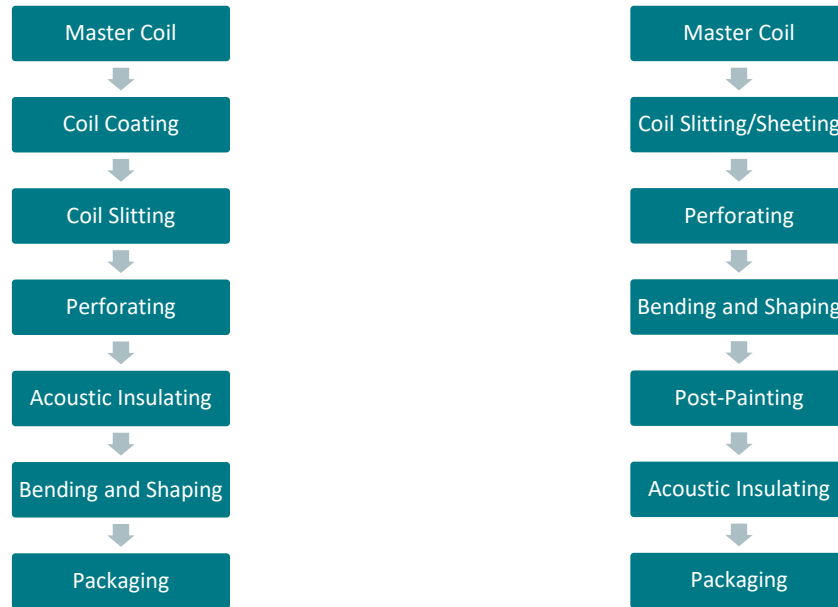 Master Coil
Coil Coating
Coil Slitting
Perforating
Acoustic Insulating
Bending and Shaping
Packaging
Master Coil
Coil Slitting/Sheeting
Perforating
Bending and Shaping
Post-Painting
Acoustic Insulating
Packaging